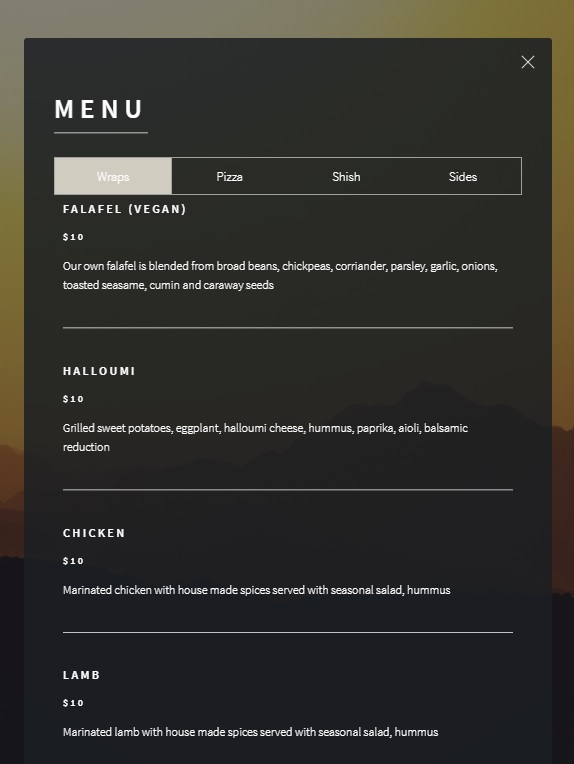 MENU
Wraps Pizza Shish Sides
FALAFEL (VEGAN)
$10
Our own falafel is blended from broad beans, chickpeas, corriander, parsley, garlic, onions,
toasted seasame, cumin and caraway seeds
HALLOUMI
$10
Grilled sweet potatoes, eggplant, halloumi cheese, hummus, paprika, aioli, balsamic
reduction
CHICKEN
$10
Marinated chicken with house made spices served with seasonal salad, hummus
LAMB
$10
Marinated lamb with house made spices served with seasonal salad, hummus